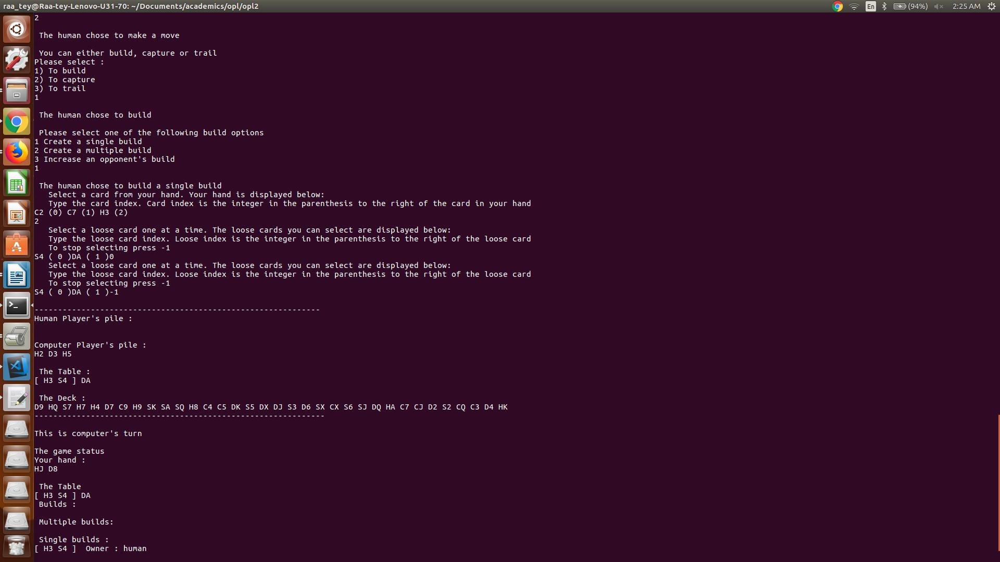 raa_tey@Raa-tey-Lenovo-U31-70: ~/Documents/academics/opl/opl2
En (94%) 2:25 AM
2
The human chose to make a move
You can either build, capture or trail
Please select :
1) To build
2) To capture
3) To trail
1
The human chose to build
Please select one of the following build options
1 Create a single build
2 Create a multiple build
3 Increase an opponent's build
1
The human chose to build a single build
Select a card from your hand. Your hand is displayed below:
Type the card index. Card index is the integer in the parenthesis to the right of the card in your hand
C2 (0) C7 (1) H3 (2)
2
Select a loose card one at a time. The loose cards you can select are displayed below:
Type the loose card index. Loose index is the integer in the parenthesis to the right of the loose card
To stop selecting press -1
S4 ( 0 )DA ( 1 )0
Select a loose card one at a time. The loose cards you can select are displayed below:
Type the loose card index. Loose index is the integer in the parenthesis to the right of the loose card
To stop selecting press -1
S4 ( 0 )DA ( 1 )-1
-------------------------------------------------------------
Human Player's pile :
Computer Player's pile :
H2 D3 H5
The Table :
[ H3 S4 ] DA
The Deck :
D9 HQ S7 H7 H4 D7 C9 H9 SK SA SQ H8 C4 C5 DK S5 DX DJ S3 D6 SX CX S6 SJ DQ HA C7 CJ D2 S2 CQ C3 D4 HK
--------------------------------------------------------------
This is computer's turn
The game status
Your hand :
HJ D8
The Table
[ H3 S4 ] DA
Builds :
Multiple builds:
Single builds :
[ H3 S4 ]  Owner : human